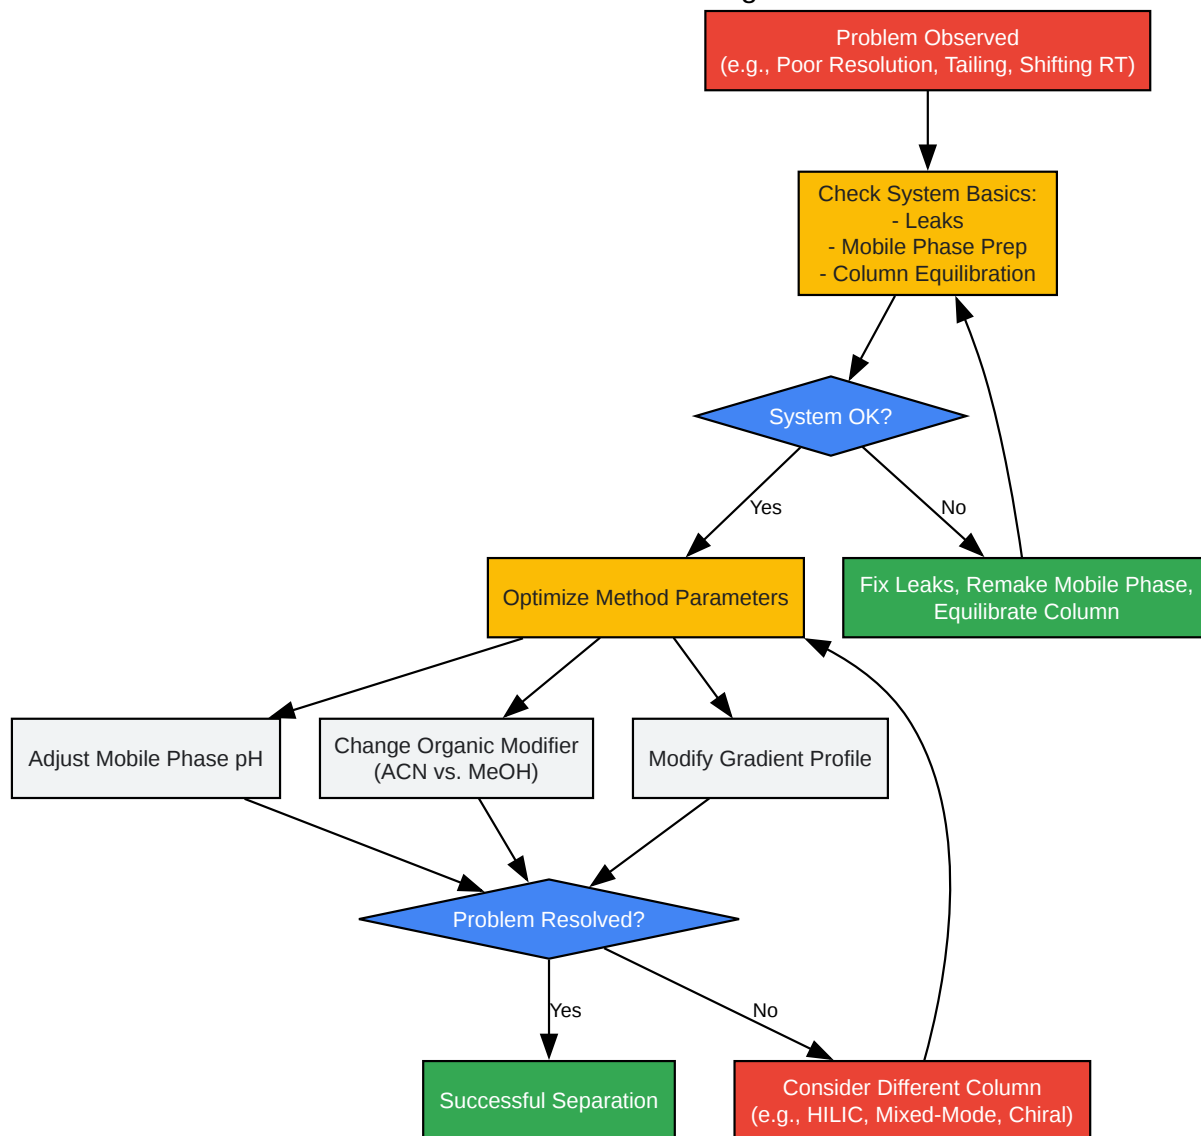 Problem Observed
(e.g., Poor Resolution, Tailing, Shifting RT)
Check System Basics:
- Leaks
- Mobile Phase Prep
- Column Equilibration
System OK?
Yes
No
Optimize Method Parameters
Fix Leaks, Remake Mobile Phase,
Equilibrate Column
Adjust Mobile Phase pH
Change Organic Modifier
(ACN vs. MeOH)
Modify Gradient Profile
Problem Resolved?
Yes
No
Successful Separation
Consider Different Column
(e.g., HILIC, Mixed-Mode, Chiral)